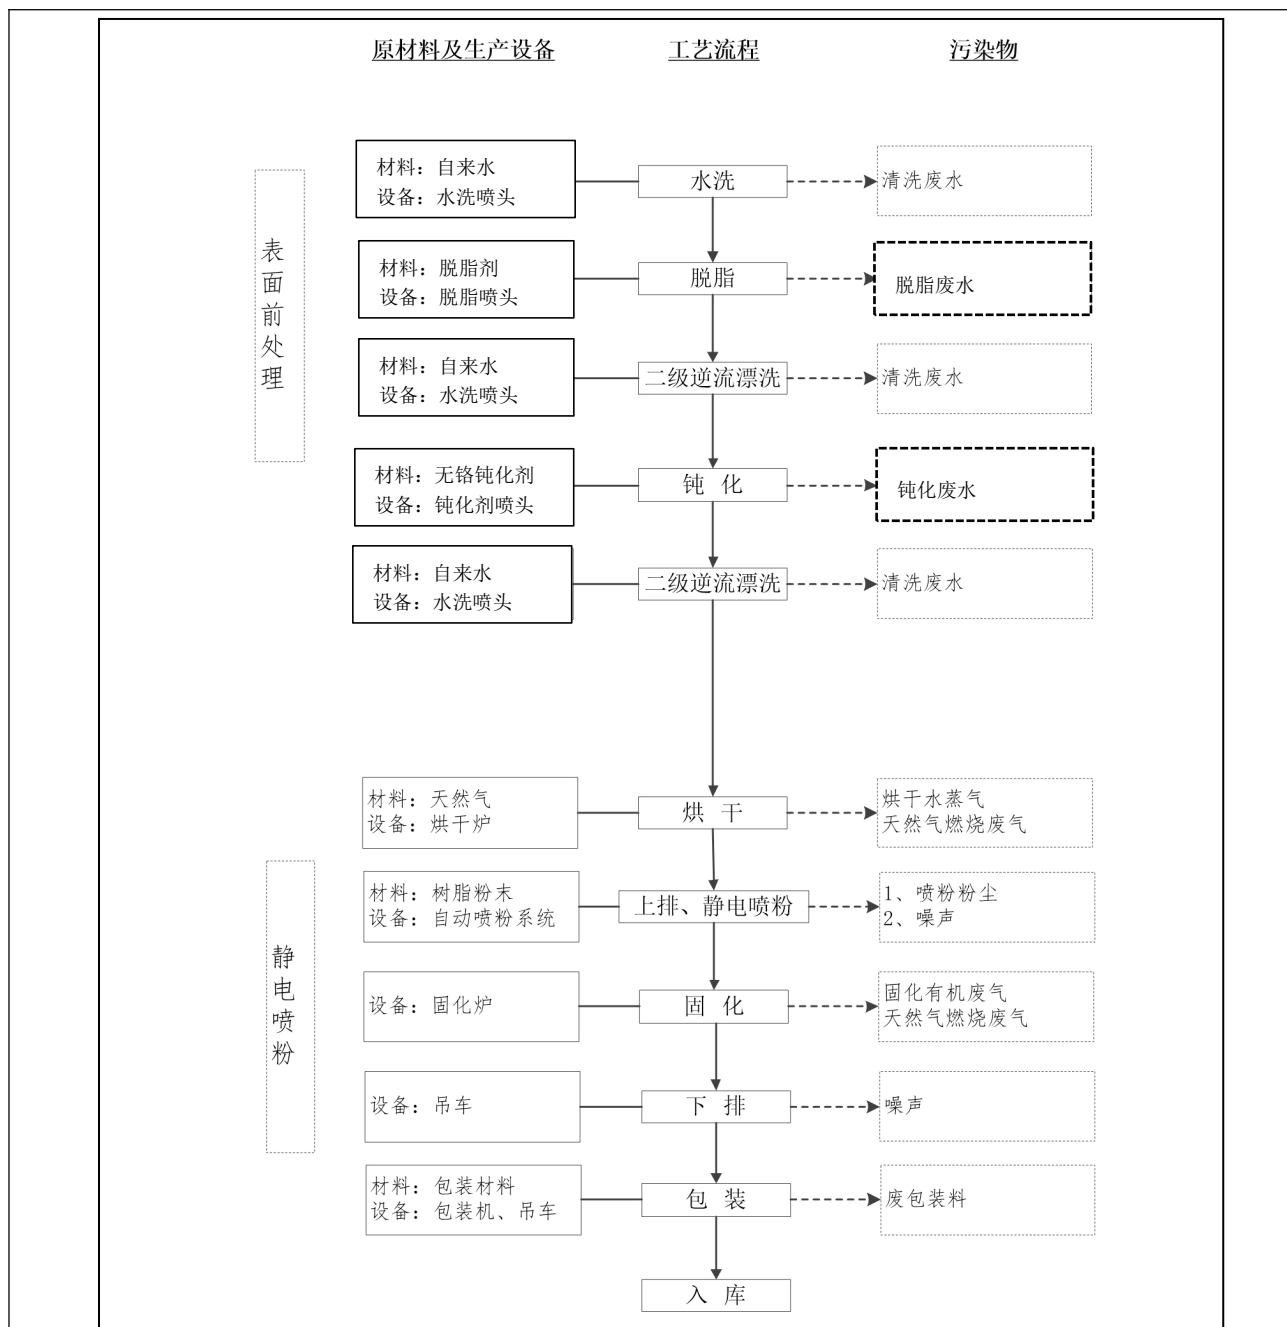 原材料及生产设备 工艺流程 污染物
表面前处理
材料：自来水
设备：水洗喷头
水洗
清洗废水
材料：脱脂剂
设备：脱脂喷头
脱脂
脱脂废水
材料：自来水
设备：水洗喷头
二级逆流漂洗
清洗废水
材料：无铬钝化剂
设备：钝化剂喷头
钝 化
钝化废水
材料：自来水
设备：水洗喷头
二级逆流漂洗
清洗废水
静电喷粉
材料：天然气
设备：烘干炉
烘 干
烘干水蒸气
天然气燃烧废气
材料：树脂粉末
设备：自动喷粉系统
上排、静电喷粉
1、喷粉粉尘
2、噪声
设备：固化炉
固 化
固化有机废气
天然气燃烧废气
设备：吊车
下 排
噪声
材料：包装材料
设备：包装机、吊车
包 装
废包装料
入 库